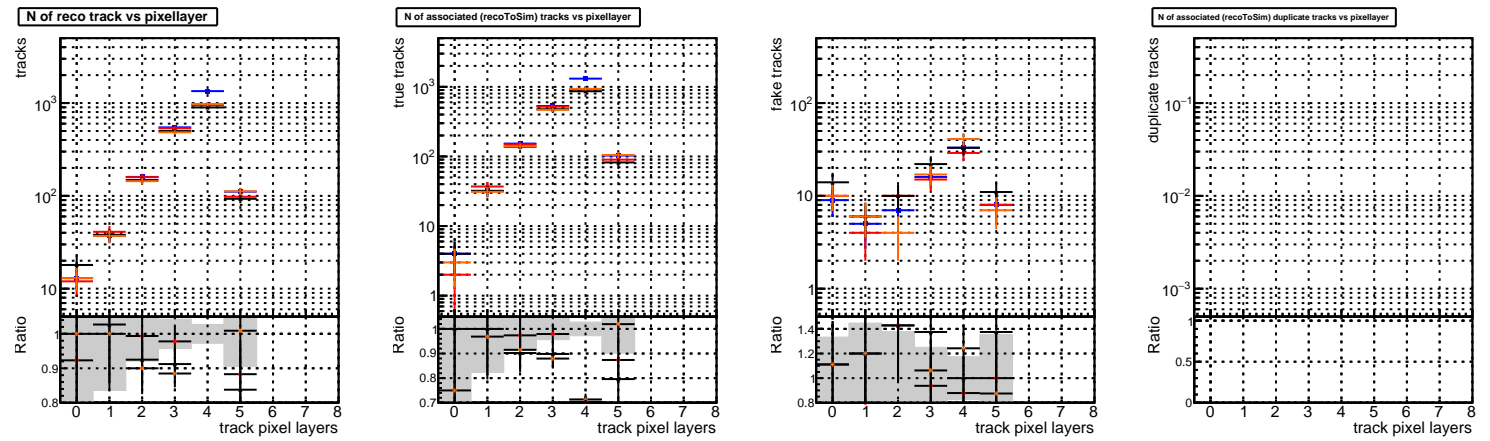 N of reco track vs pixellayer
tracks
10³
10²
10
Ratio
1
0.9
0.8
0 1 2 3 4 5 6 7 8
track pixel layers
N of associated (recoToSim) tracks vs pixellayer
true tracks
10³
10²
10
1
Ratio
1
0.9
0.8
0.7
0 1 2 3 4 5 6 7 8
track pixel layers
fake tracks
10²
10
1
Ratio
1.4
1.2
1
0.8
0 1 2 3 4 5 6 7 8
track pixel layers
N of associated (recoToSim) duplicate tracks vs pixellayer
duplicate tracks
10⁻¹
10⁻²
10⁻³
Ratio
1
0.5
0
0 1 2 3 4 5 6 7 8
track pixel layers